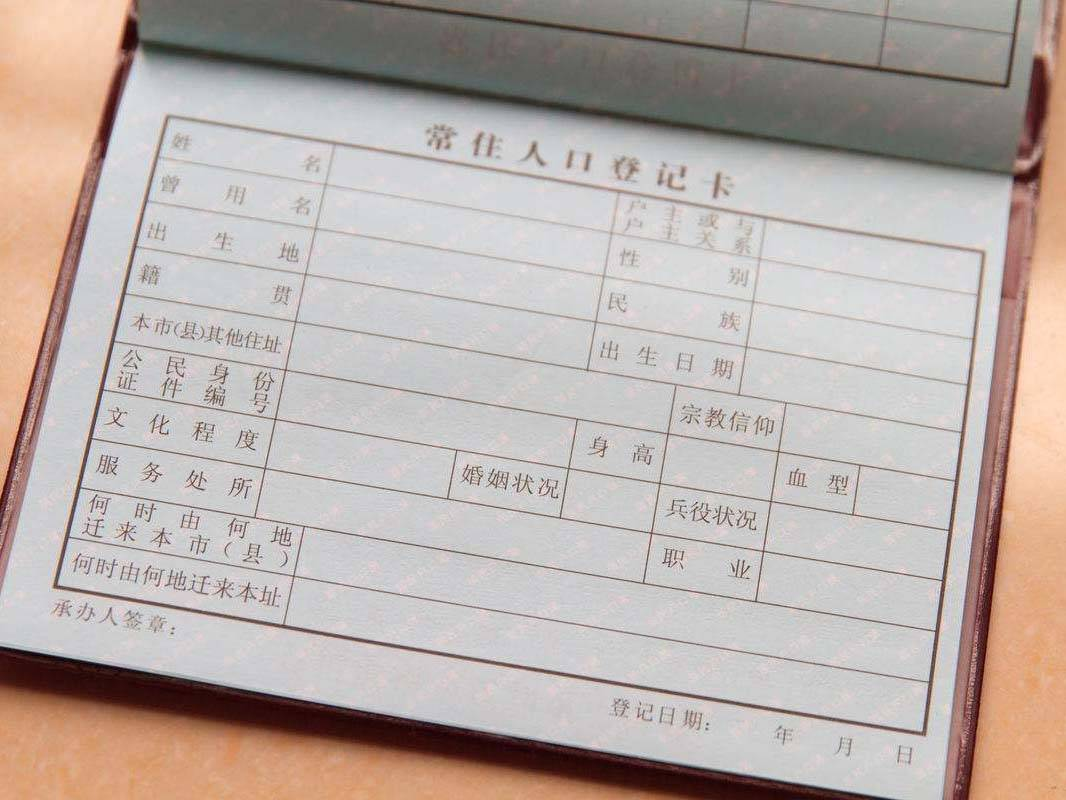 常住人口登记卡
姓名
户主或与
户主关系
曾用名
性别
出生地
民族
籍贯
出生日期
本市(县)其他住址
宗教信仰
公民身份
证件编号
身高
血型
文化程度
婚姻状况
兵役状况
服务处所
职业
何时由何地
迁来本市(县)
何时由何地迁来本址
承办人签章:
登记日期: 年 月 日